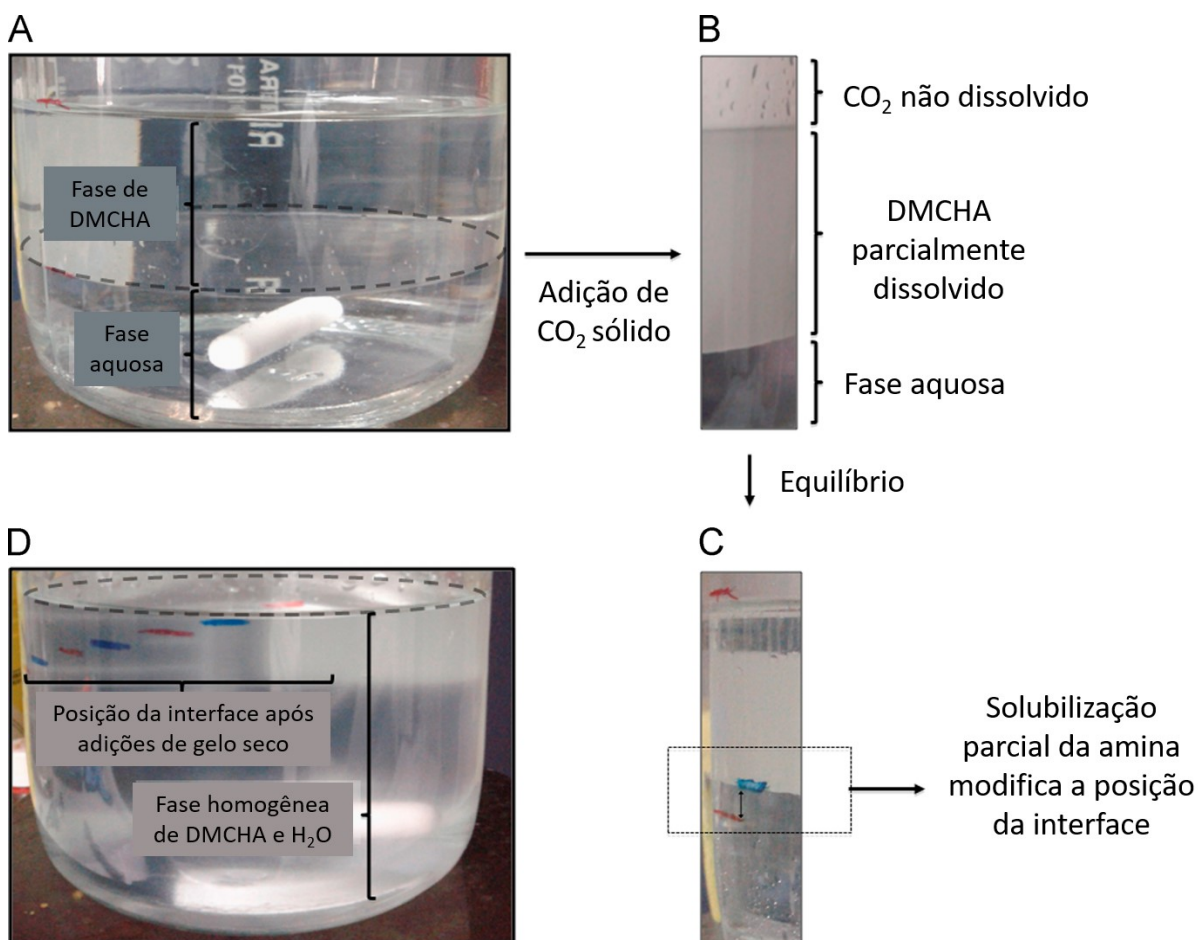 A
Fase de
DMCHA
Fase
aquosa
Adição de
CO₂ sólido
B
CO₂ não dissolvido
DMCHA
parcialmente
dissolvido
Fase aquosa
Equilíbrio
D
Posição da interface após
adições de gelo seco
Fase homogênea
de DMCHA e H₂O
C
Solubilização
parcial da amina
modifica a posição
da interface